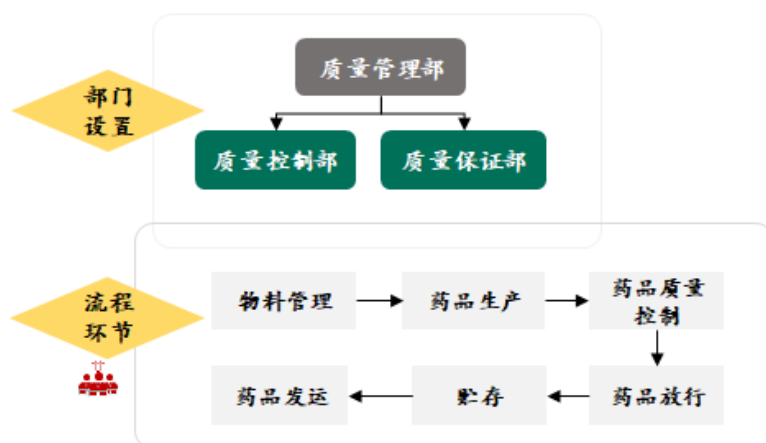 质量管理部
部门
设置
质量控制部
质量保证部
流程
环节
物料管理
药品生产
药品质量
控制
药品发运
贮存
药品放行